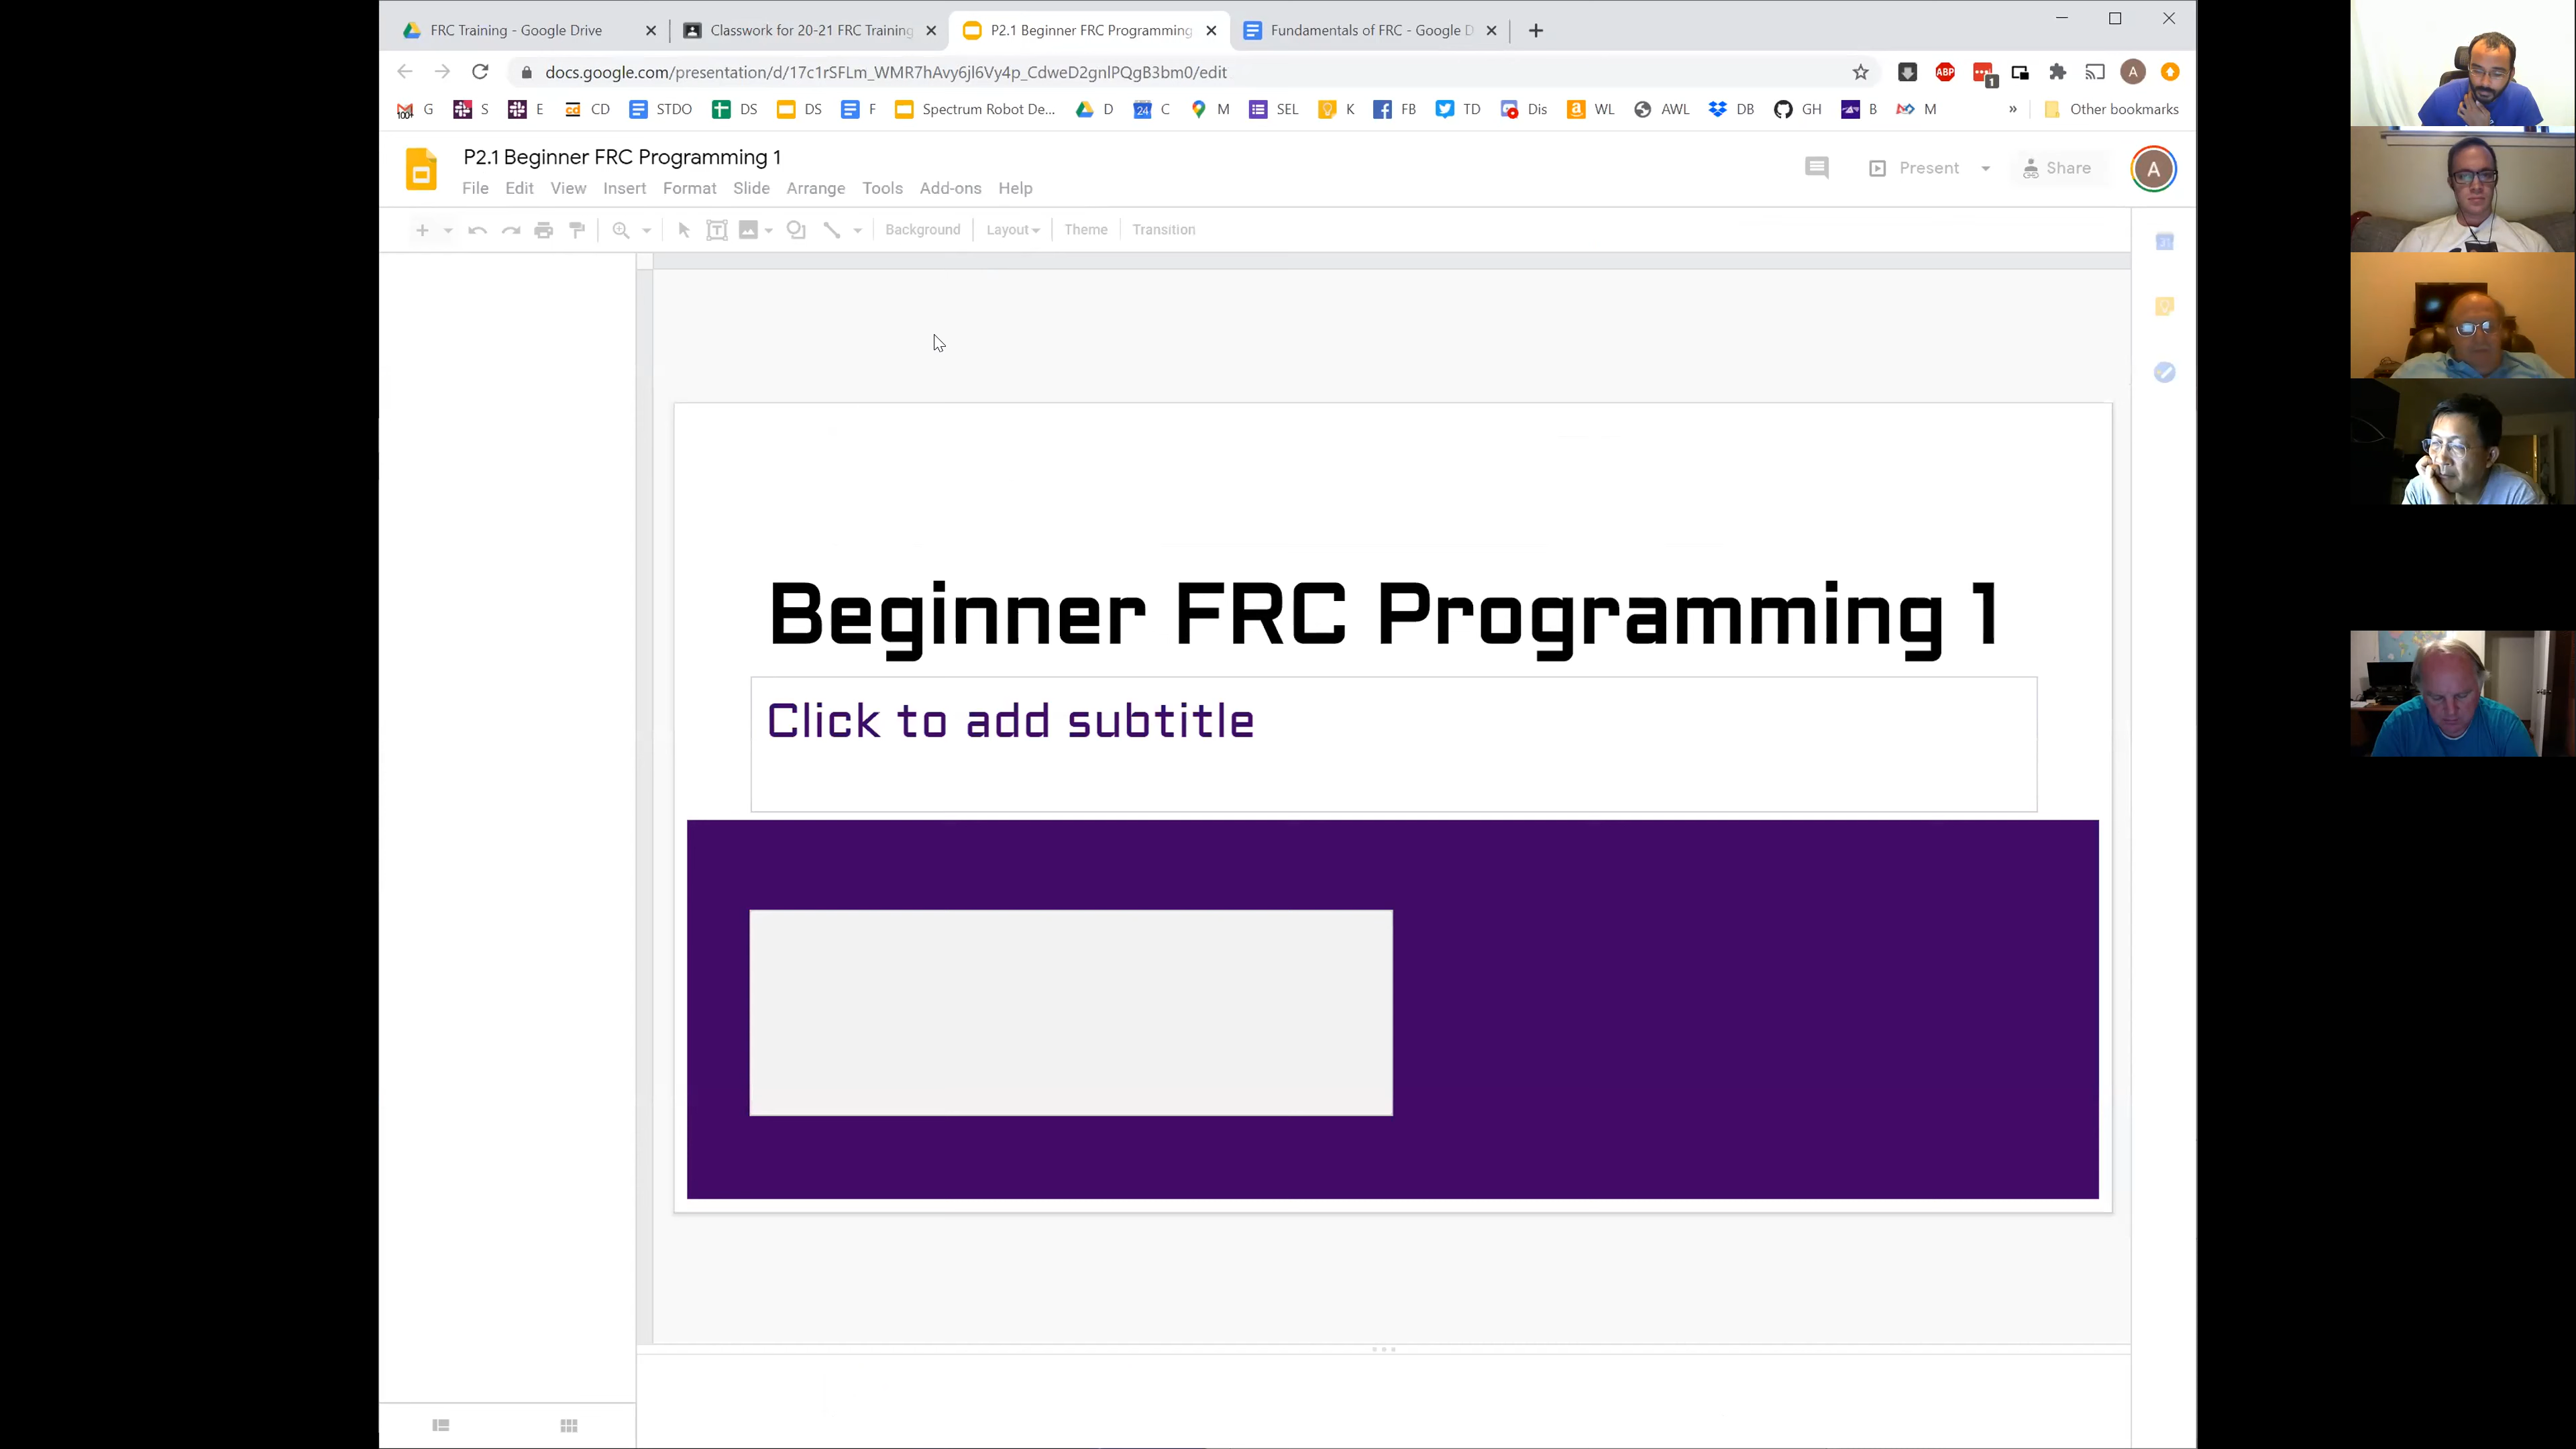 FRC Training - Google Drive
Classwork for 20-21 FRC Training
P2.1 Beginner FRC Programming
Fundamentals of FRC - Google D
docs.google.com/presentation/d/17c1rSFLm_WMR7hAvy6jl6Vy4p_CdweD2gnlPQgB3bm0/edit
ABP
1
A
G S E CD STDO DS DS F Spectrum Robot De... D C M SEL K FB TD Dis WL AWL DB GH B M » Other bookmarks
P2.1 Beginner FRC Programming 1
File Edit View Insert Format Slide Arrange Tools Add-ons Help
Present
Share
A
Background Layout Theme Transition
Beginner FRC Programming 1
Click to add subtitle